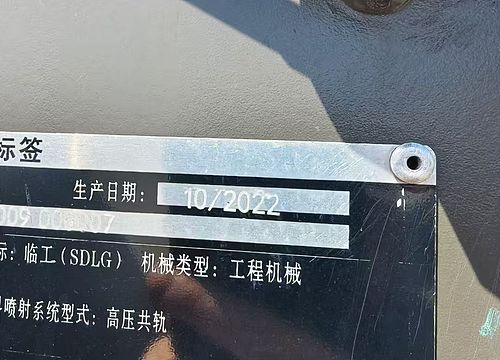 标签
生产日期: 10/2022
标: 临工(SDLG) 机械类型: 工程机械
喷射系统型式: 高压共轨